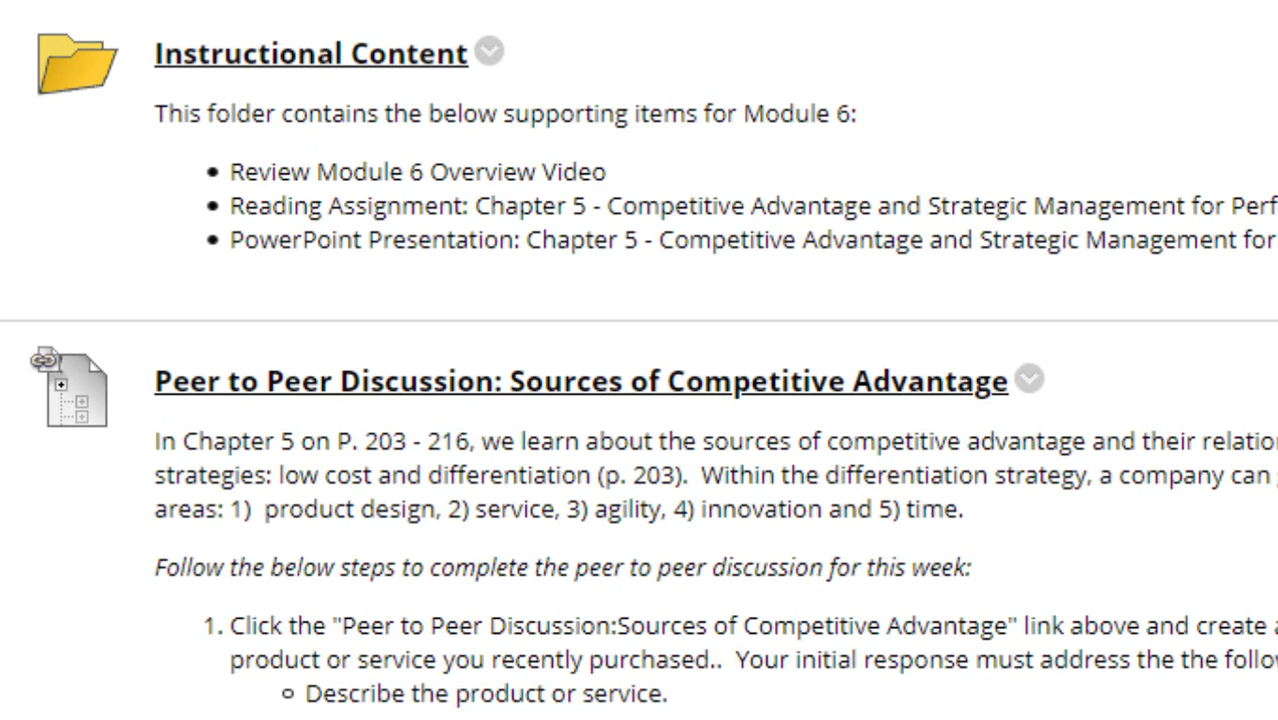 Instructional Content
This folder contains the below supporting items for Module 6:
• Review Module 6 Overview Video
• Reading Assignment: Chapter 5 - Competitive Advantage and Strategic Management for
• PowerPoint Presentation: Chapter 5 - Competitive Advantage and Strategic Management for
Peer to Peer Discussion: Sources of Competitive Advantage
In Chapter 5 on P. 203 - 216, we learn about the sources of competitive advantage and their
strategies: low cost and differentiation (p. 203).  Within the differentiation strategy, a company can
areas: 1)  product design, 2) service, 3) agility, 4) innovation and 5) time.
Follow the below steps to complete the peer to peer discussion for this week:
1. Click the "Peer to Peer Discussion:Sources of Competitive Advantage" link above and create
product or service you recently purchased..  Your initial response must address the the
o Describe the product or service.